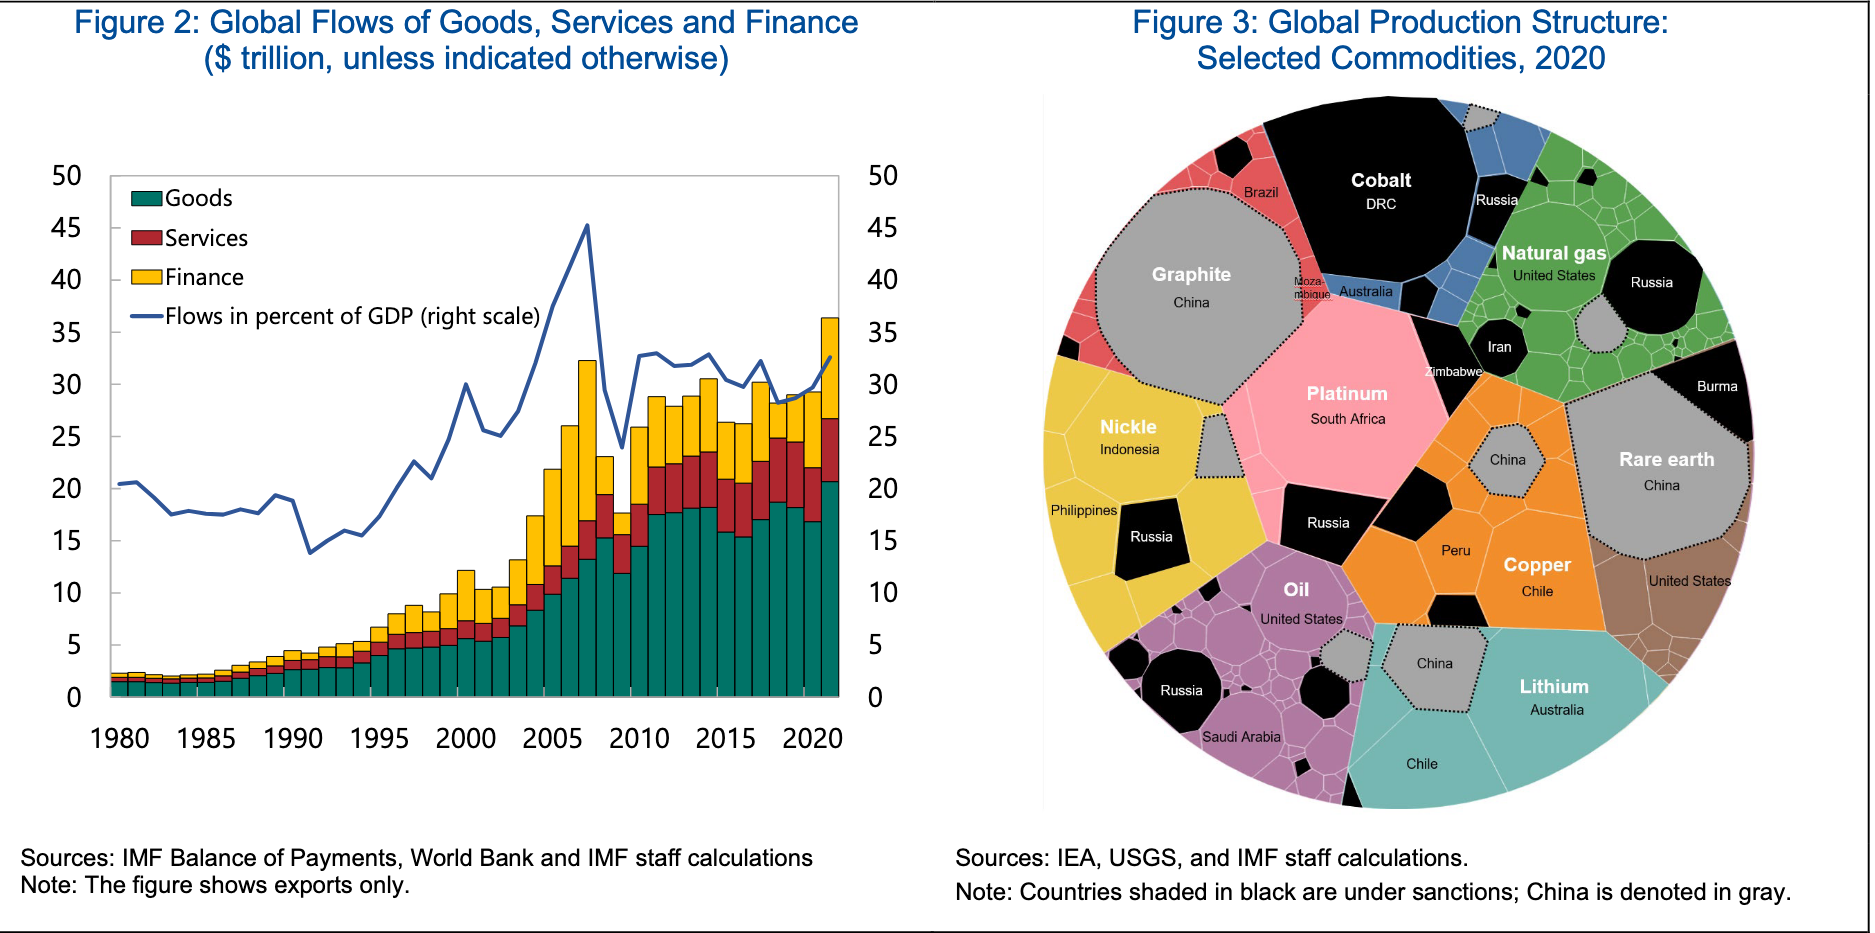 Figure 2: Global Flows of Goods, Services and Finance
($ trillion, unless indicated otherwise)
50
45
40
35
30
25
20
15
10
5
0
Goods
Services
Finance
Flows in percent of GDP (right scale)
50
45
40
35
30
25
20
15
10
5
0
1980
1985
1990
1995
2000
2005
2010
2015
2020
Sources: IMF Balance of Payments, World Bank and IMF staff calculations
Note: The figure shows exports only.
Figure 3: Global Production Structure:
Selected Commodities, 2020
Cobalt
DRC
Russia
Australia
Brazil
Graphite
China
Moza-
mbique
Natural gas
United States
Russia
Iran
Zimbabwe
Platinum
South Africa
Russia
Burma
Rare earth
China
United States
Nickle
Indonesia
Philippines
Russia
China
Peru
Copper
Chile
Oil
United States
Russia
Saudi Arabia
China
Lithium
Australia
Chile
Sources: IEA, USGS, and IMF staff calculations.
Note: Countries shaded in black are under sanctions; China is denoted in gray.